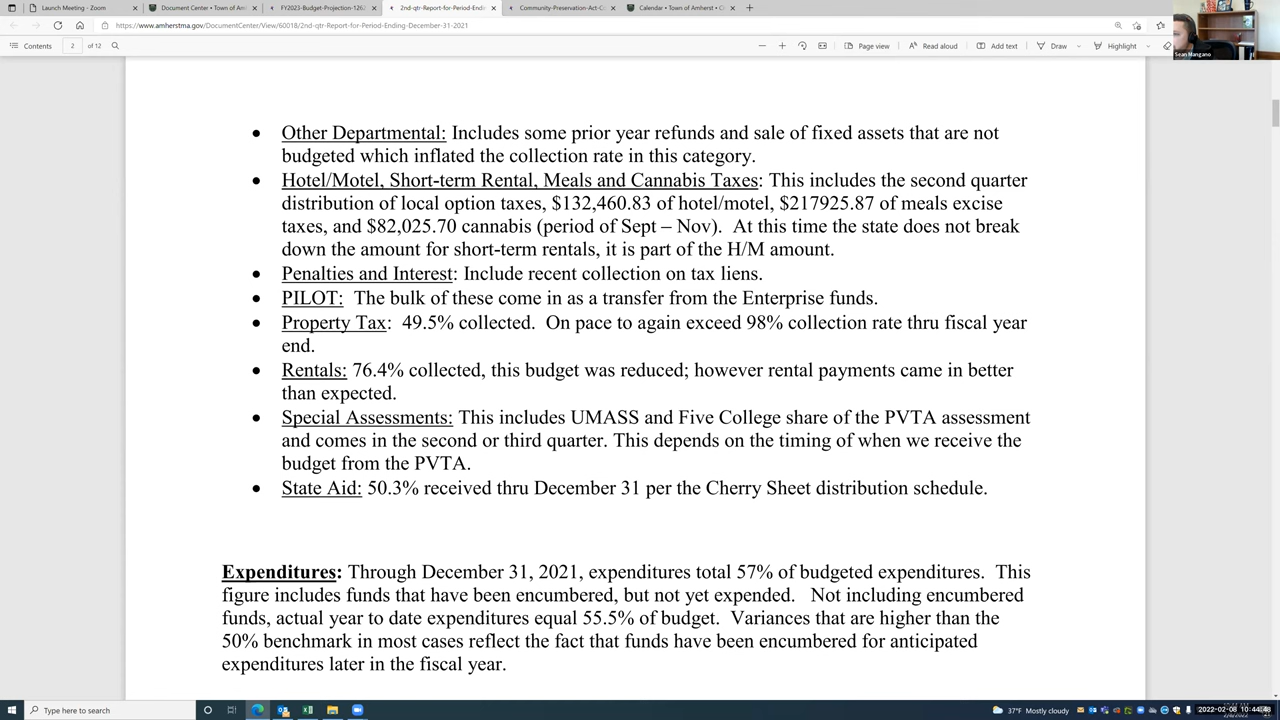 Launch Meeting - Zoom
Document Center • Town of Am
FY2023-Budget-Projection-1262
2nd-qtr-Report-for-Period-Endin
Community-Preservation-Act-C
Calendar • Town of Amherst • C
https://www.amherstma.gov/DocumentCenter/View/60018/2nd-qtr-Report-for-Period-Ending-December-31-2021
Contents
2
of 12
Page view
Read aloud
Add text
Draw
Highlight
Sean Mangano
• Other Departmental: Includes some prior year refunds and sale of fixed assets that are not
budgeted which inflated the collection rate in this category.
• Hotel/Motel, Short-term Rental, Meals and Cannabis Taxes: This includes the second quarter
distribution of local option taxes, $132,460.83 of hotel/motel, $217925.87 of meals excise
taxes, and $82,025.70 cannabis (period of Sept – Nov). At this time the state does not break
down the amount for short-term rentals, it is part of the H/M amount.
• Penalties and Interest: Include recent collection on tax liens.
• PILOT: The bulk of these come in as a transfer from the Enterprise funds.
• Property Tax: 49.5% collected. On pace to again exceed 98% collection rate thru fiscal year
end.
• Rentals: 76.4% collected, this budget was reduced; however rental payments came in better
than expected.
• Special Assessments: This includes UMASS and Five College share of the PVTA assessment
and comes in the second or third quarter. This depends on the timing of when we receive the
budget from the PVTA.
• State Aid: 50.3% received thru December 31 per the Cherry Sheet distribution schedule.
Expenditures: Through December 31, 2021, expenditures total 57% of budgeted expenditures. This
figure includes funds that have been encumbered, but not yet expended. Not including encumbered
funds, actual year to date expenditures equal 55.5% of budget. Variances that are higher than the
50% benchmark in most cases reflect the fact that funds have been encumbered for anticipated
expenditures later in the fiscal year.
Type here to search
37°F Mostly cloudy
2022-02-08 10:44:48